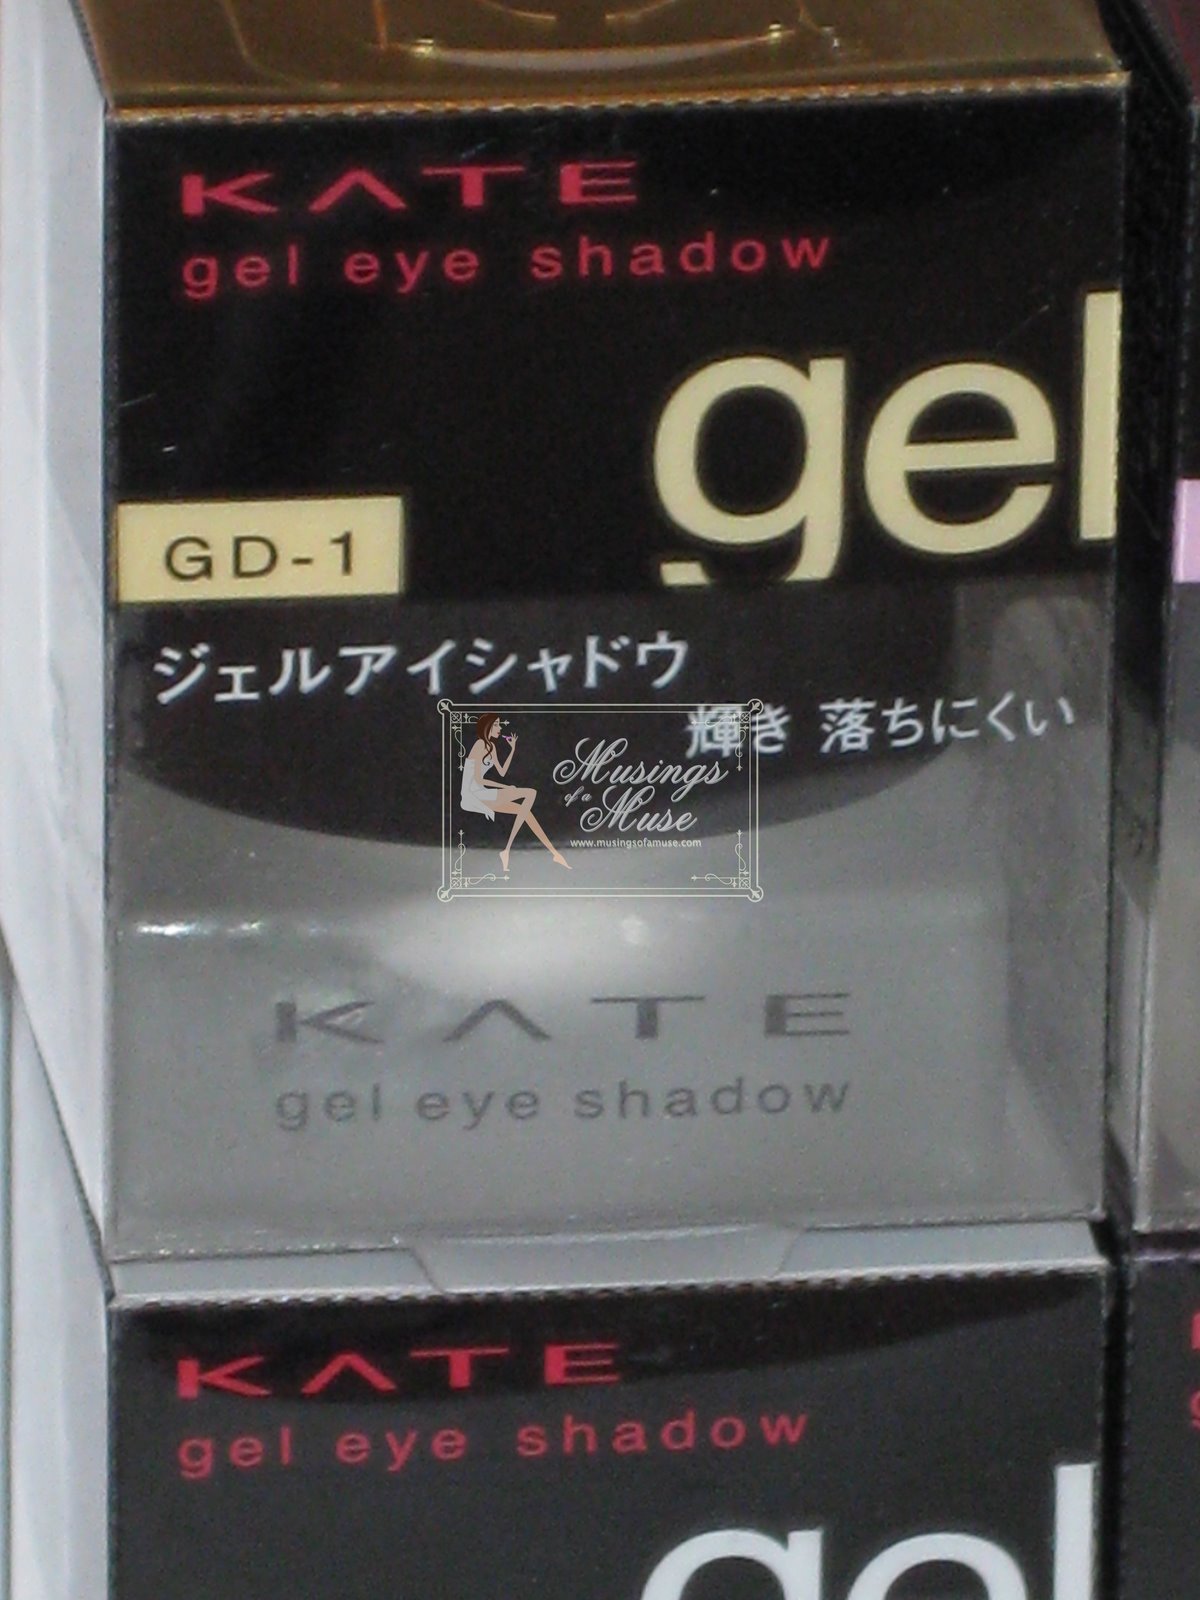 KATE
gel eye shadow
gel
GD-1
ジェルアイシャドウ
輝き 落ちにくい
Musings
of a
Muse
www.musingsofamuse.com
KATE
gel eye shadow
KATE
gel eye shadow
gel